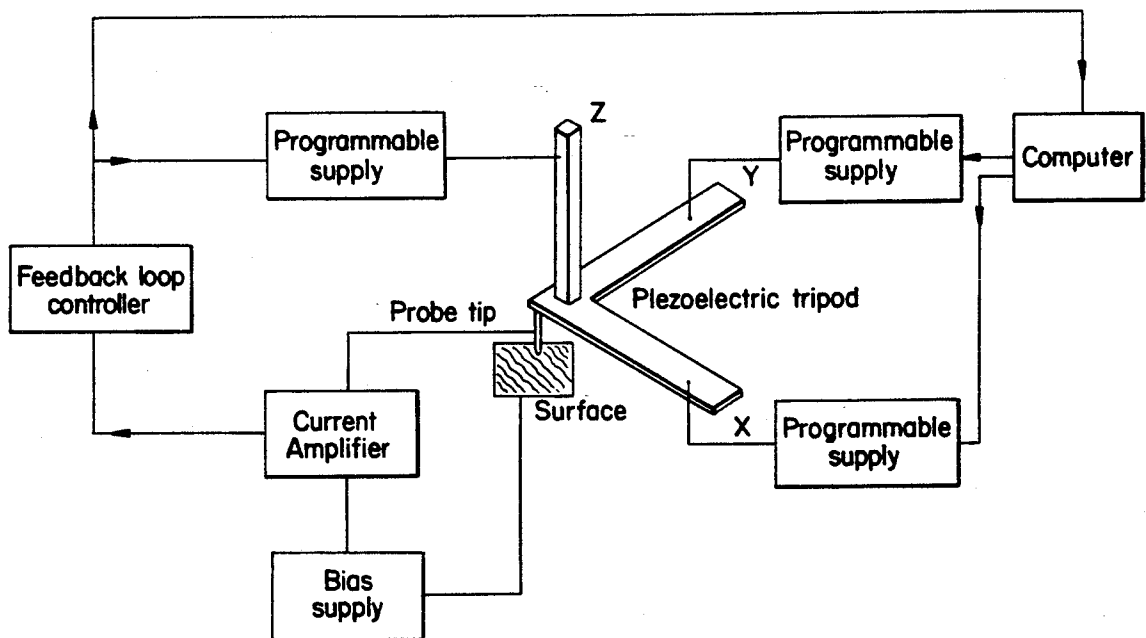 Z
Programmable
supply
Y
Programmable
supply
Computer
Feedback loop
controller
Probe tip
Piezoelectric tripod
Surface
Current
Amplifier
X
Programmable
supply
Bias
supply